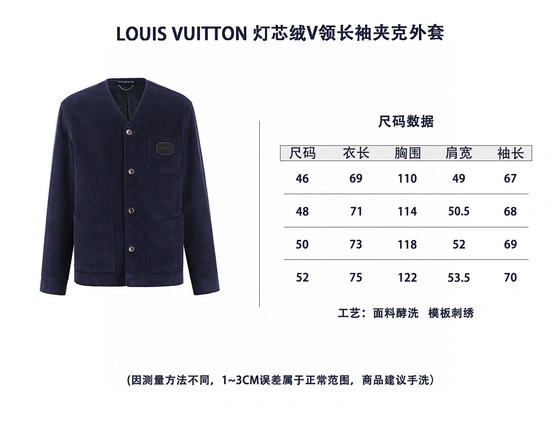 LOUIS VUITTON 灯芯绒V领长袖夹克外套
尺码数据
尺码 衣长 胸围 肩宽 袖长
46 69 110 49 67
48 71 114 50.5 68
50 73 118 52 69
52 75 122 53.5 70
工艺：面料酵洗 模板刺绣
(因测量方法不同，1~3CM误差属于正常范围，商品建议手洗）